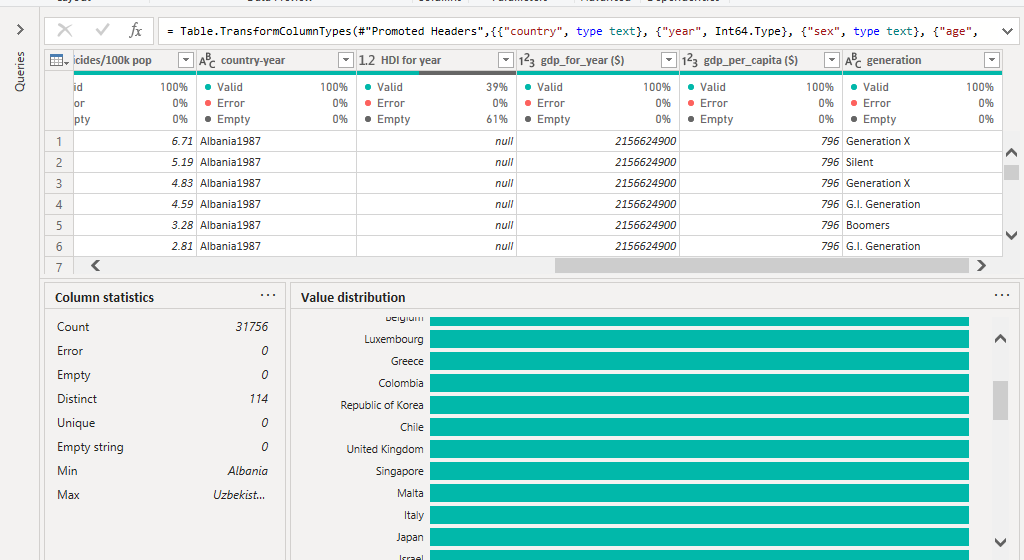 Queries
fx = Table.TransformColumnTypes(#"Promoted Headers",{{"country", type text}, {"year", Int64.Type}, {"sex", type text}, {"age",
icides/100k pop ABC country-year 1.2 HDI for year 123 gdp_for_year ($) 123 gdp_per_capita ($) ABC generation
id 100% Valid 100% Valid 39% Valid 100% Valid 100% Valid 100%
or 0% Error 0% Error 0% Error 0% Error 0% Error 0%
pty 0% Empty 0% Empty 61% Empty 0% Empty 0% Empty 0%
1 6.71 Albania1987 null 2156624900 796 Generation X
2 5.19 Albania1987 null 2156624900 796 Silent
3 4.83 Albania1987 null 2156624900 796 Generation X
4 4.59 Albania1987 null 2156624900 796 G.I. Generation
5 3.28 Albania1987 null 2156624900 796 Boomers
6 2.81 Albania1987 null 2156624900 796 G.I. Generation
7
Column statistics ...
Count 31756
Error 0
Empty 0
Distinct 114
Unique 0
Empty string 0
Min Albania
Max Uzbekist...
Value distribution ...
Belgium
Luxembourg
Greece
Colombia
Republic of Korea
Chile
United Kingdom
Singapore
Malta
Italy
Japan
Israel